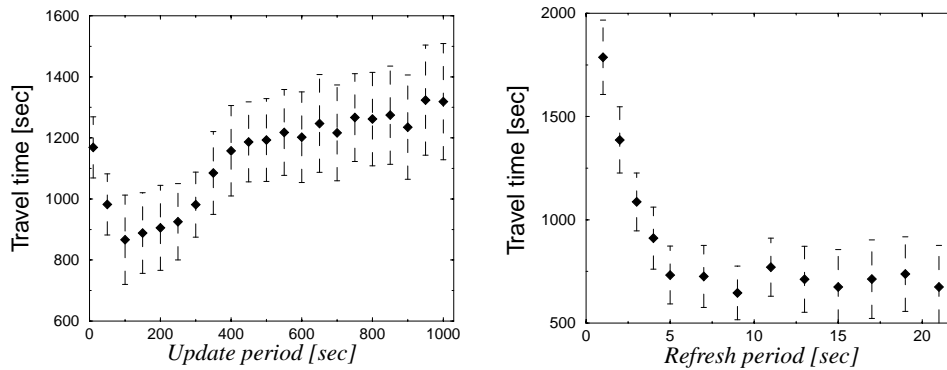 1600
1400
1200
1000
800
600
0 200 400 600 800 1000
Travel time [sec]
Update period [sec]
2000
1500
1000
500
0 5 10 15 20
Travel time [sec]
Refresh period [sec]